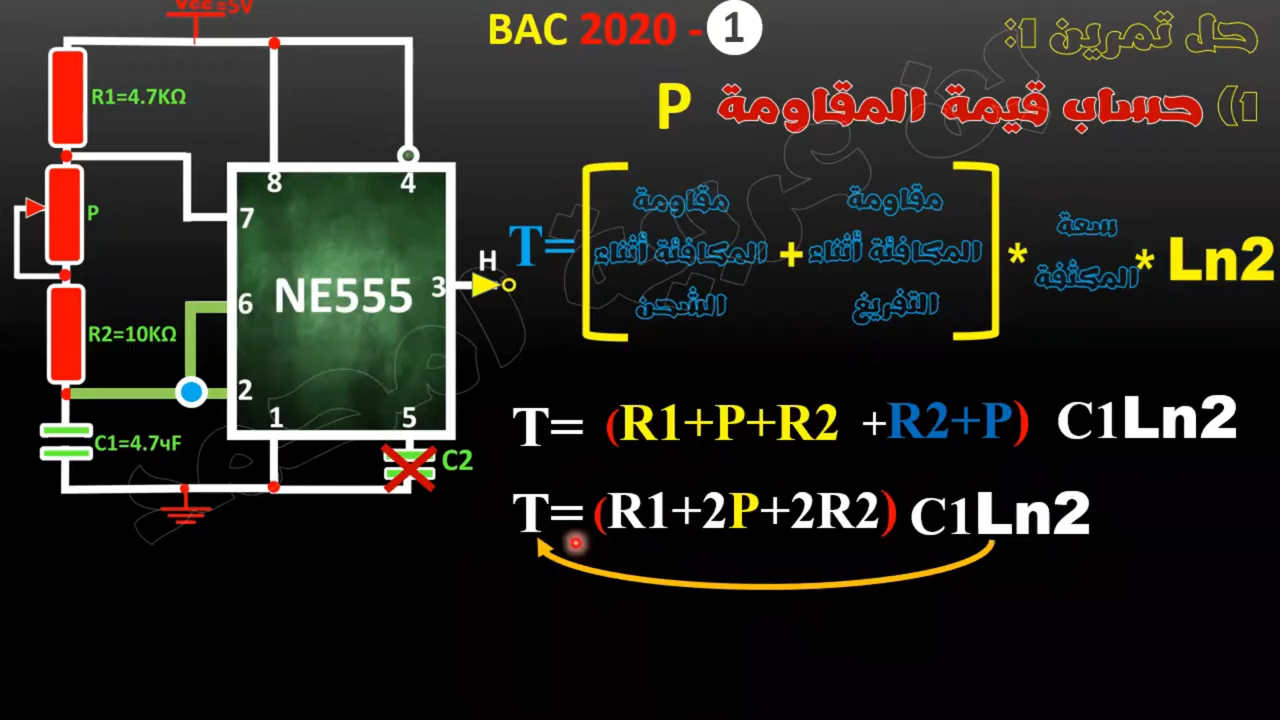 Vcc=5V
BAC 2020 - 1
حل تمرين 1:
1) حساب قيمة المقاومة P
R1=4.7KΩ
P
R2=10KΩ
C1=4.7чF
C2
8
4
7
NE555
6
3
H
2
1
5
T= [ مقاومة المكافئة أثناء الشحن + مقاومة المكافئة أثناء التفريغ ] * سعة المكثفة * Ln2
T= (R1+P+R2 +R2+P) C1Ln2
T= (R1+2P+2R2) C1Ln2